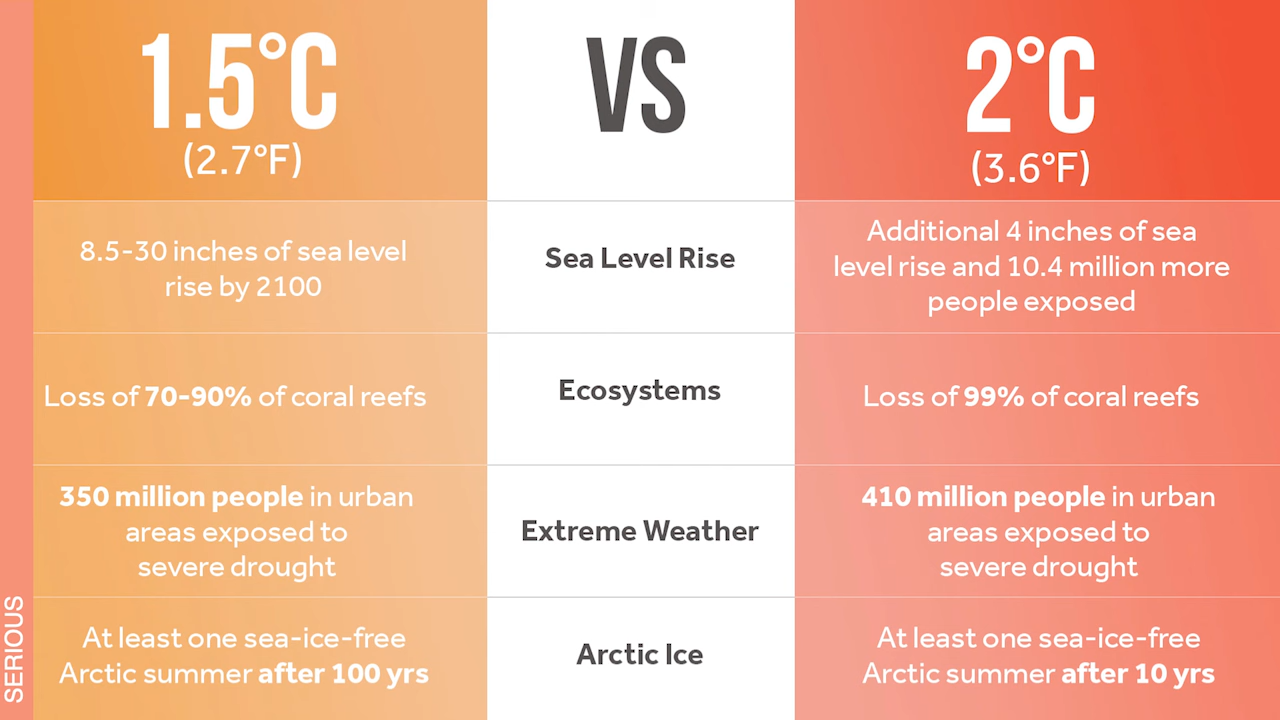 1.5°C
(2.7°F)
VS
2°C
(3.6°F)
8.5-30 inches of sea level
rise by 2100
Sea Level Rise
Additional 4 inches of sea
level rise and 10.4 million more
people exposed
Loss of 70-90% of coral reefs
Ecosystems
Loss of 99% of coral reefs
350 million people in urban
areas exposed to
severe drought
Extreme Weather
410 million people in urban
areas exposed to
severe drought
At least one sea-ice-free
Arctic summer after 100 yrs
Arctic Ice
At least one sea-ice-free
Arctic summer after 10 yrs
SERIOUS